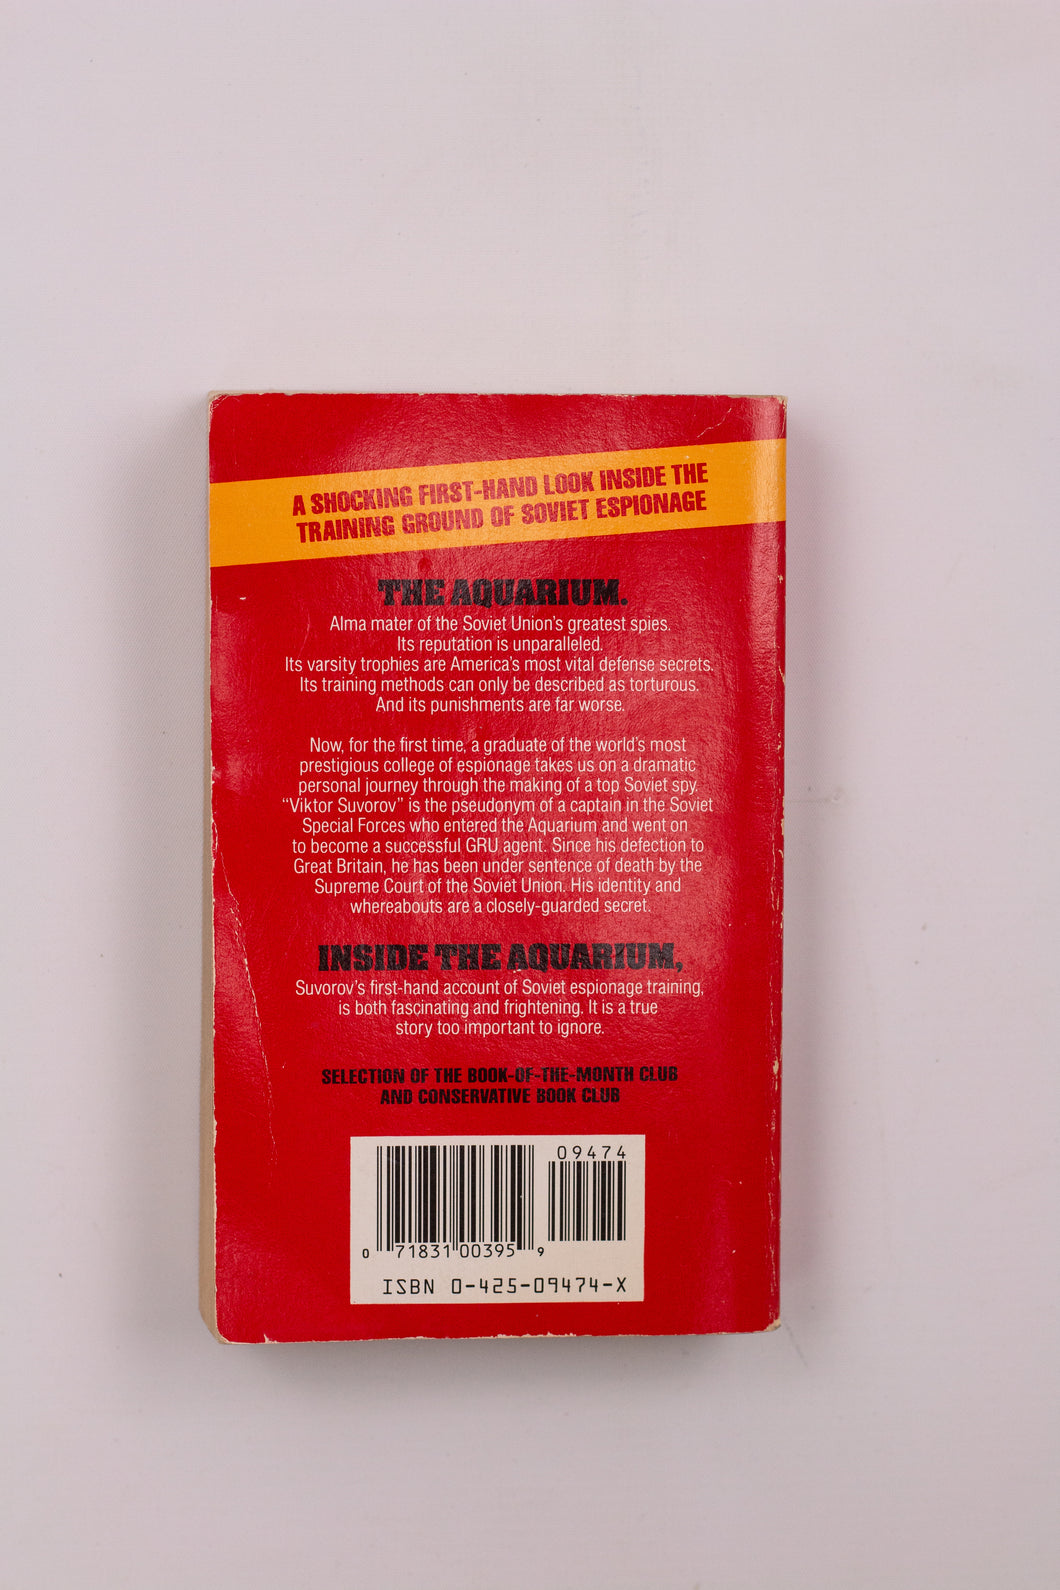 A SHOCKING FIRST-HAND LOOK INSIDE THE
TRAINING GROUND OF SOVIET ESPIONAGE
THE AQUARIUM.
Alma mater of the Soviet Union's greatest spies.
Its reputation is unparalleled.
Its varsity trophies are America's most vital defense secrets.
Its training methods can only be described as torturous.
And its punishments are far worse.
Now, for the first time, a graduate of the world's most
prestigious college of espionage takes us on a dramatic
personal journey through the making of a top Soviet spy.
"Viktor Suvorov" is the pseudonym of a captain in the Soviet
Special Forces who entered the Aquarium and went on
to become a successful GRU agent. Since his defection to
Great Britain, he has been under sentence of death by the
Supreme Court of the Soviet Union. His identity and
whereabouts are a closely-guarded secret.
INSIDE THE AQUARIUM,
Suvorov's first-hand account of Soviet espionage training,
is both fascinating and frightening. It is a true
story too important to ignore.
SELECTION OF THE BOOK-OF-THE-MONTH CLUB
AND CONSERVATIVE BOOK CLUB
09474
0 71831 00395 9
ISBN 0-425-09474-X